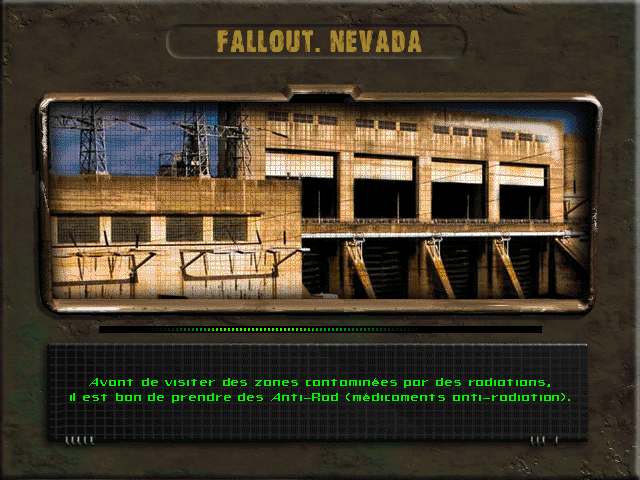 FALLOUT. NEVADA
Avant de visiter des zones contaminées par des radiations,
il est bon de prendre des Anti-Rad (médicaments anti-radiation).